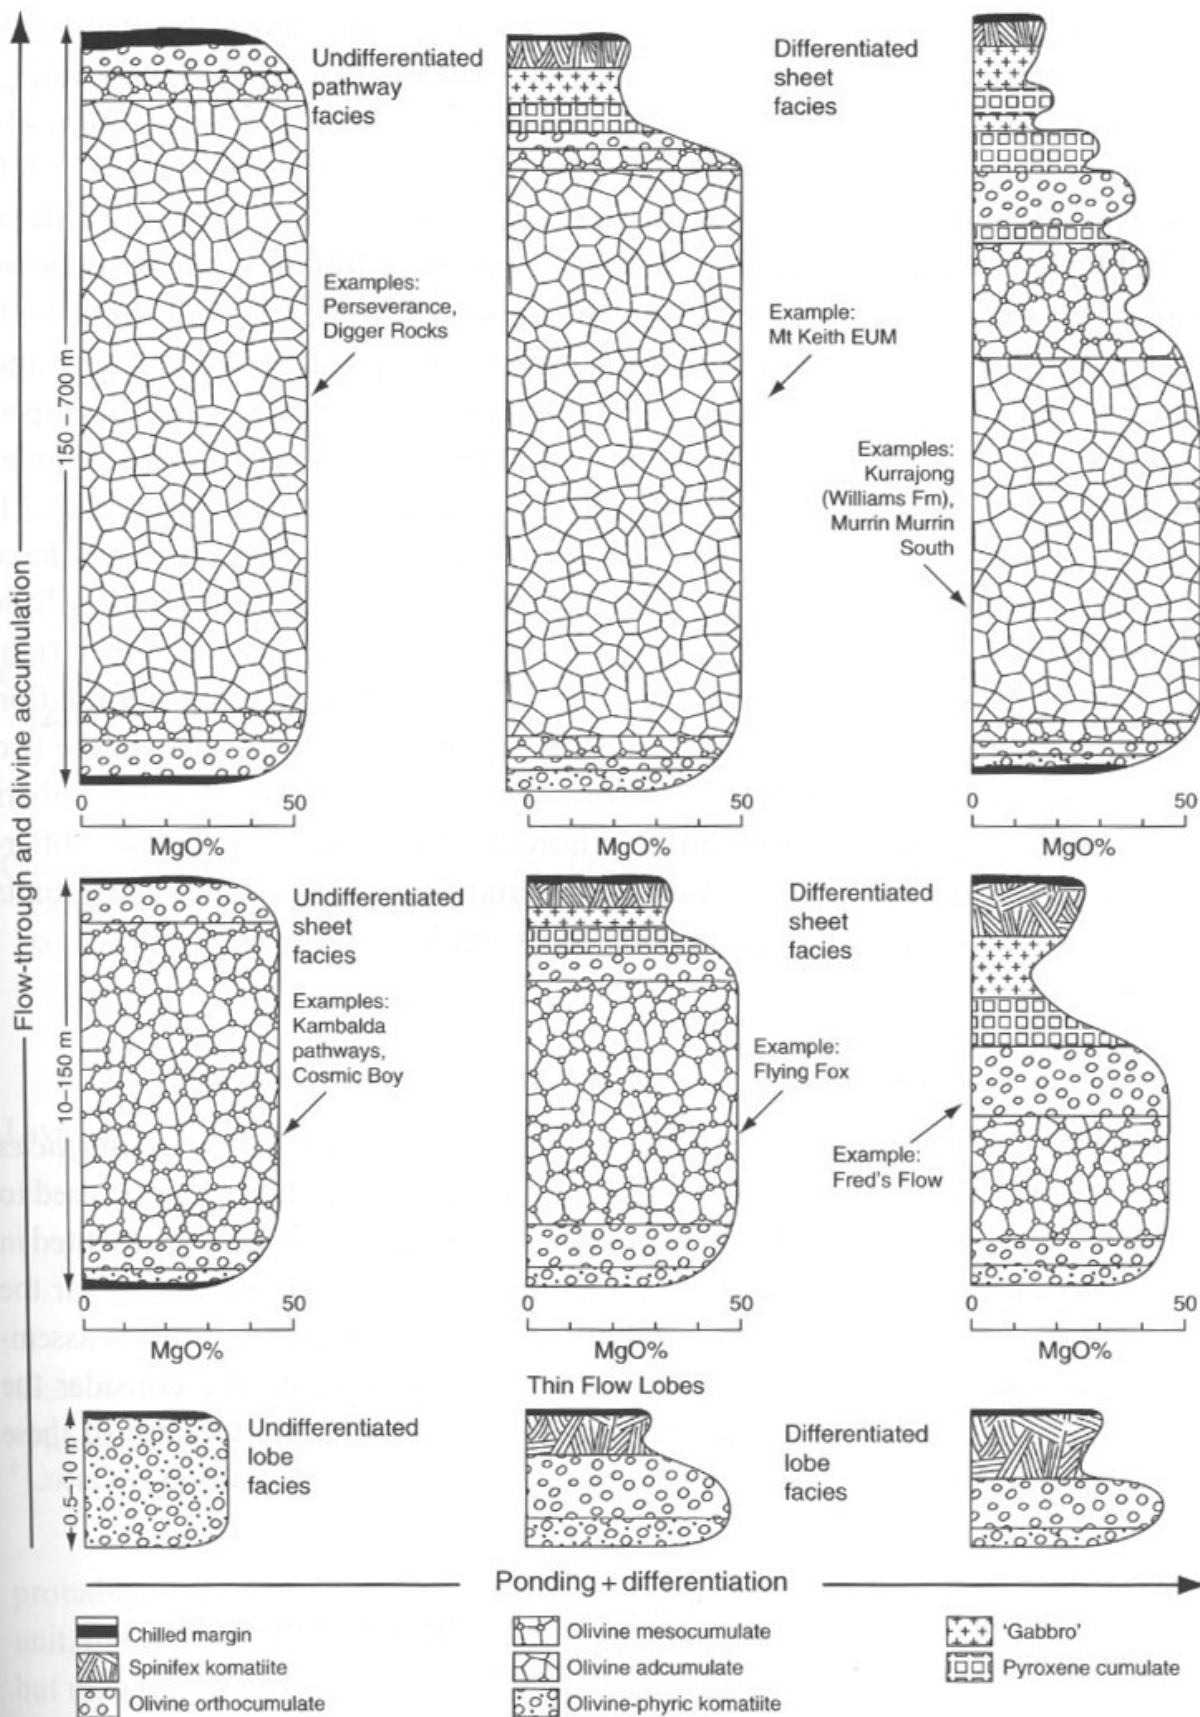 Undifferentiated
pathway
facies
Differentiated
sheet
facies
Examples:
Perseverance,
Digger Rocks
Example:
Mt Keith EUM
Examples:
Kurrajong
(Williams Fm),
Murrin Murrin
South
150 – 700 m
Flow-through and olivine accumulation
0 50
MgO%
0 50
MgO%
0 50
MgO%
Undifferentiated
sheet
facies
Examples:
Kambalda
pathways,
Cosmic Boy
Differentiated
sheet
facies
Example:
Flying Fox
Example:
Fred's Flow
10–150 m
0 50
MgO%
0 50
MgO%
0 50
MgO%
Thin Flow Lobes
Undifferentiated
lobe
facies
Differentiated
lobe
facies
0.5–10 m
Ponding + differentiation
Chilled margin
Spinifex komatiite
Olivine orthocumulate
Olivine mesocumulate
Olivine adcumulate
Olivine-phyric komatiite
'Gabbro'
Pyroxene cumulate